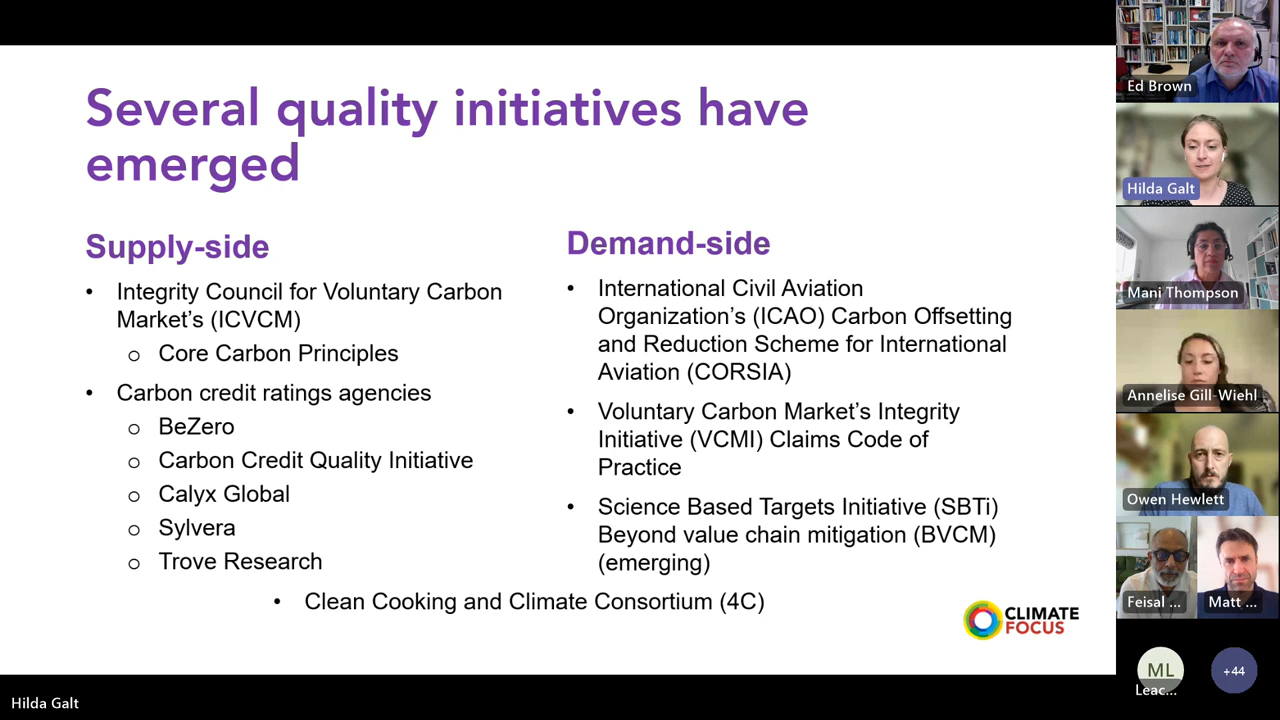 Several quality initiatives have
emerged
Supply-side
• Integrity Council for Voluntary Carbon
Market’s (ICVCM)
o Core Carbon Principles
• Carbon credit ratings agencies
o BeZero
o Carbon Credit Quality Initiative
o Calyx Global
o Sylvera
o Trove Research
Demand-side
• International Civil Aviation
Organization’s (ICAO) Carbon Offsetting
and Reduction Scheme for International
Aviation (CORSIA)
• Voluntary Carbon Market’s Integrity
Initiative (VCMI) Claims Code of
Practice
• Science Based Targets Initiative (SBTi)
Beyond value chain mitigation (BVCM)
(emerging)
• Clean Cooking and Climate Consortium (4C)
CLIMATE
FOCUS
Ed Brown
Hilda Galt
Mani Thompson
Annelise Gill-Wiehl
Owen Hewlett
Feisal ...
Matt ...
ML
Leac...
+44
Hilda Galt